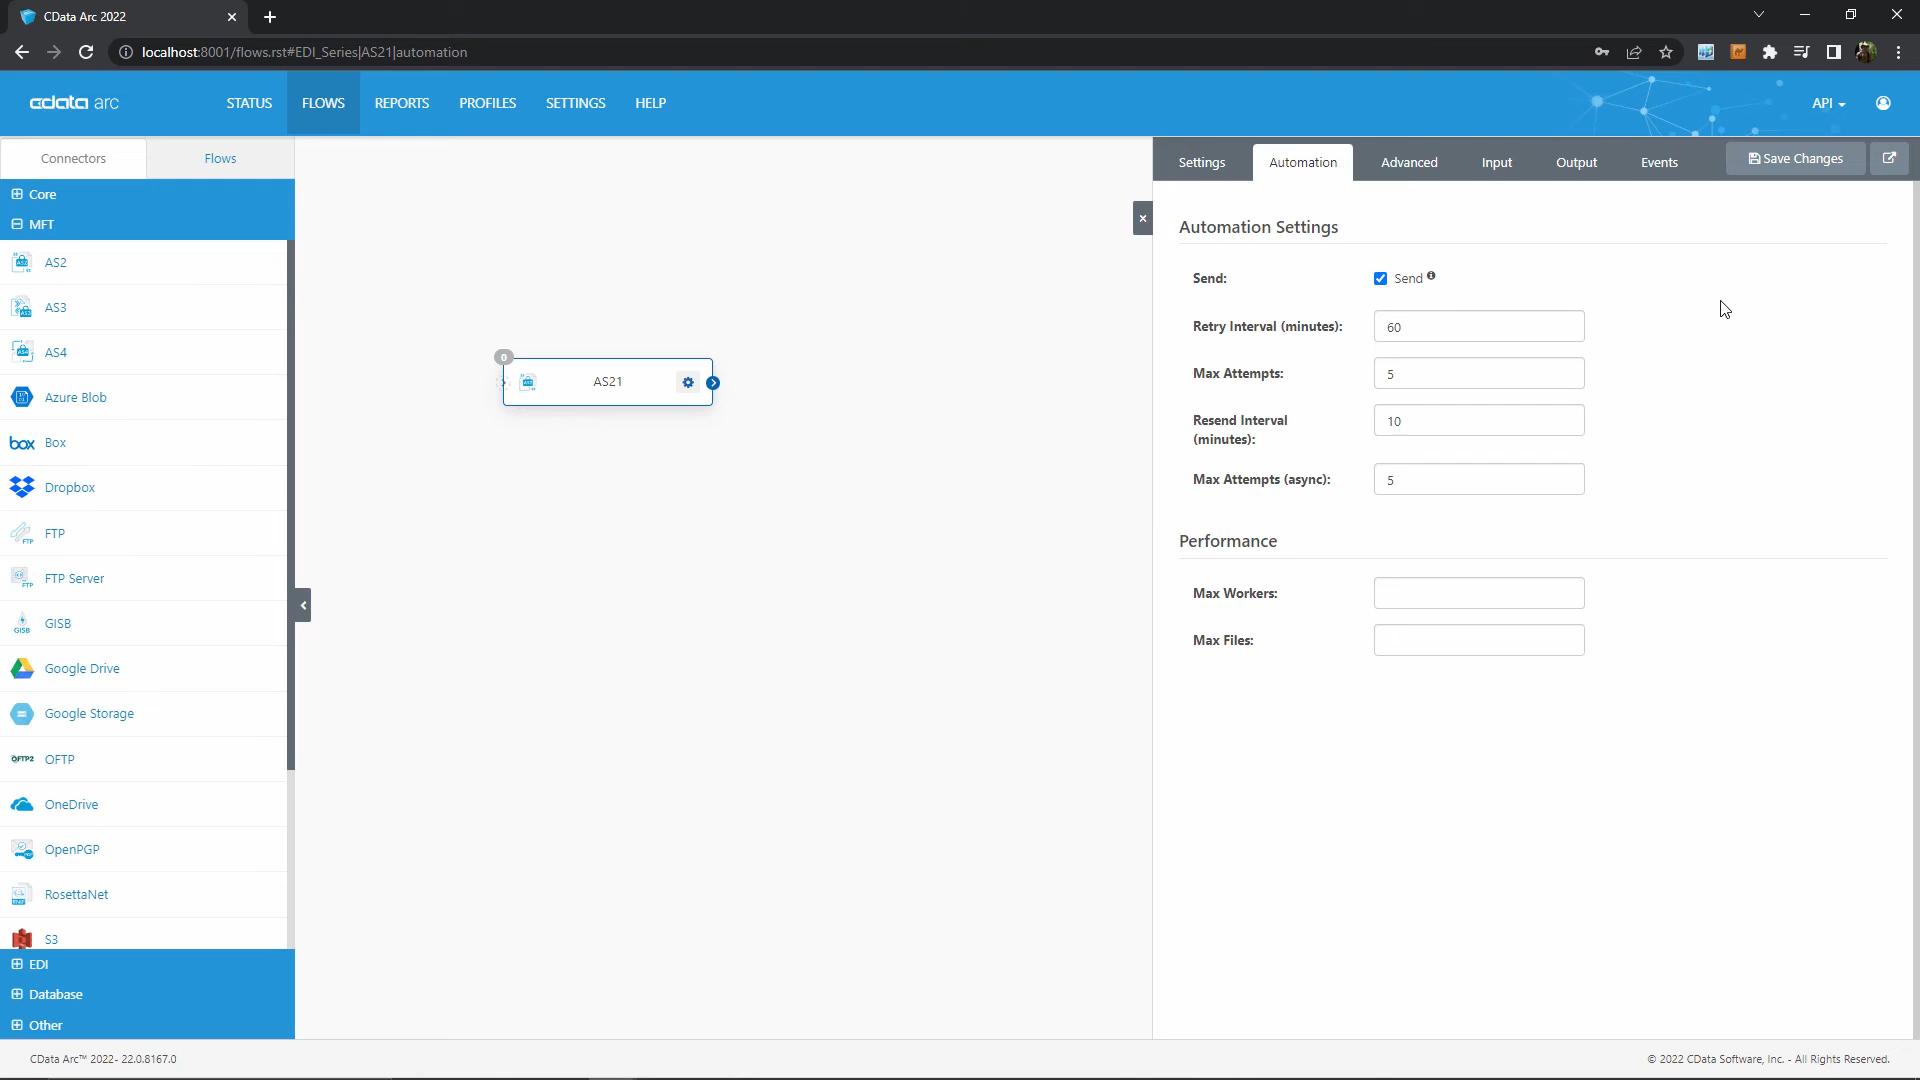 CData Arc 2022
localhost:8001/flows.rst#EDI_Series|AS21|automation
cdata arc
STATUS
FLOWS
REPORTS
PROFILES
SETTINGS
HELP
API
Connectors
Flows
Core
MFT
AS2
AS3
AS4
Azure Blob
box
Box
Dropbox
FTP
FTP
FTP
FTP Server
GISB
GISB
Google Drive
Google Storage
OFTP2
OFTP
OneDrive
OpenPGP
RosettaNet
S3
EDI
Database
Other
0
AS21
Settings
Automation
Advanced
Input
Output
Events
Save Changes
Automation Settings
Send:
Send
Retry Interval (minutes):
60
Max Attempts:
5
Resend Interval
(minutes):
10
Max Attempts (async):
5
Performance
Max Workers:
Max Files:
CData Arc™ 2022- 22.0.8167.0
© 2022 CData Software, Inc. - All Rights Reserved.